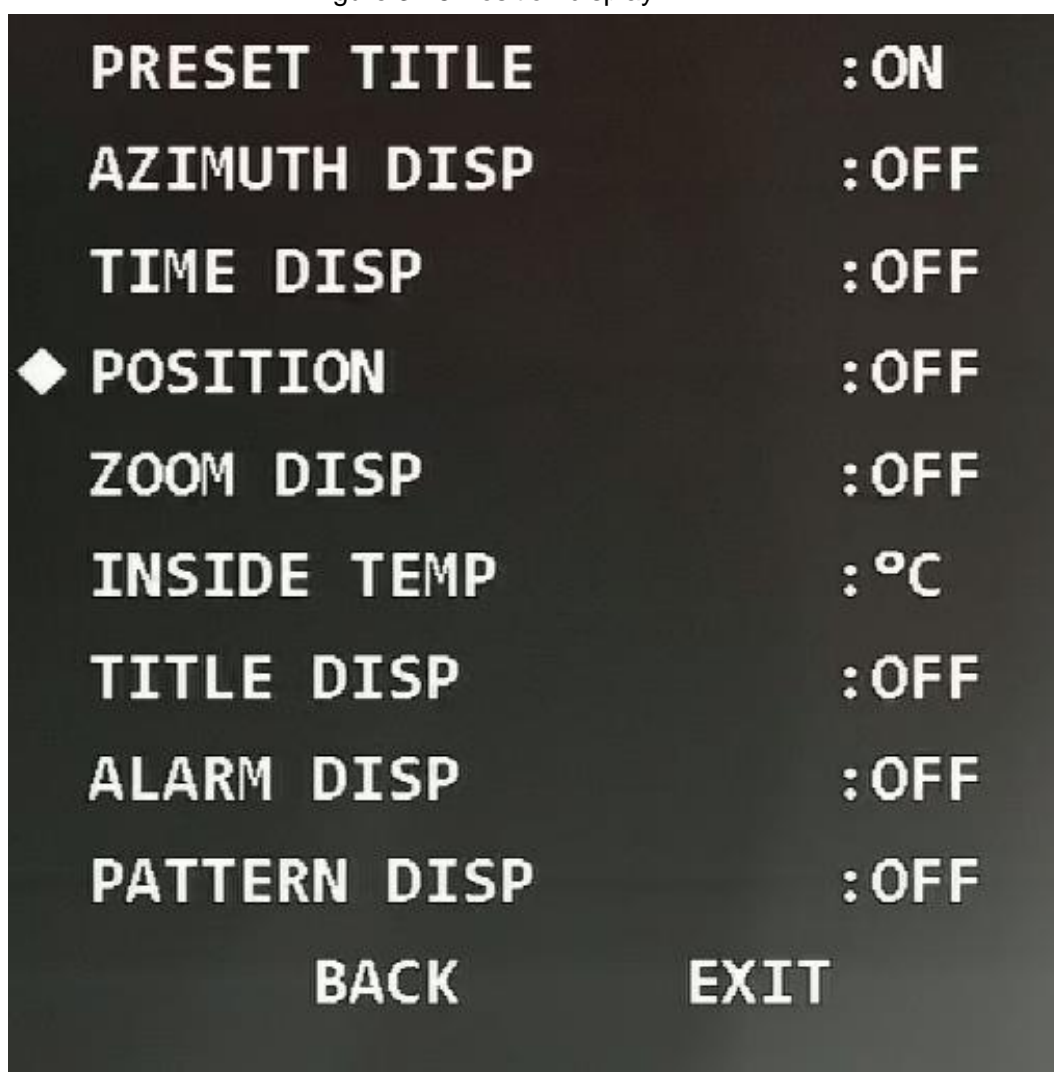 PRESET TITLE :ON
AZIMUTH DISP :OFF
TIME DISP :OFF
◆ POSITION :OFF
ZOOM DISP :OFF
INSIDE TEMP :°C
TITLE DISP :OFF
ALARM DISP :OFF
PATTERN DISP :OFF
BACK EXIT